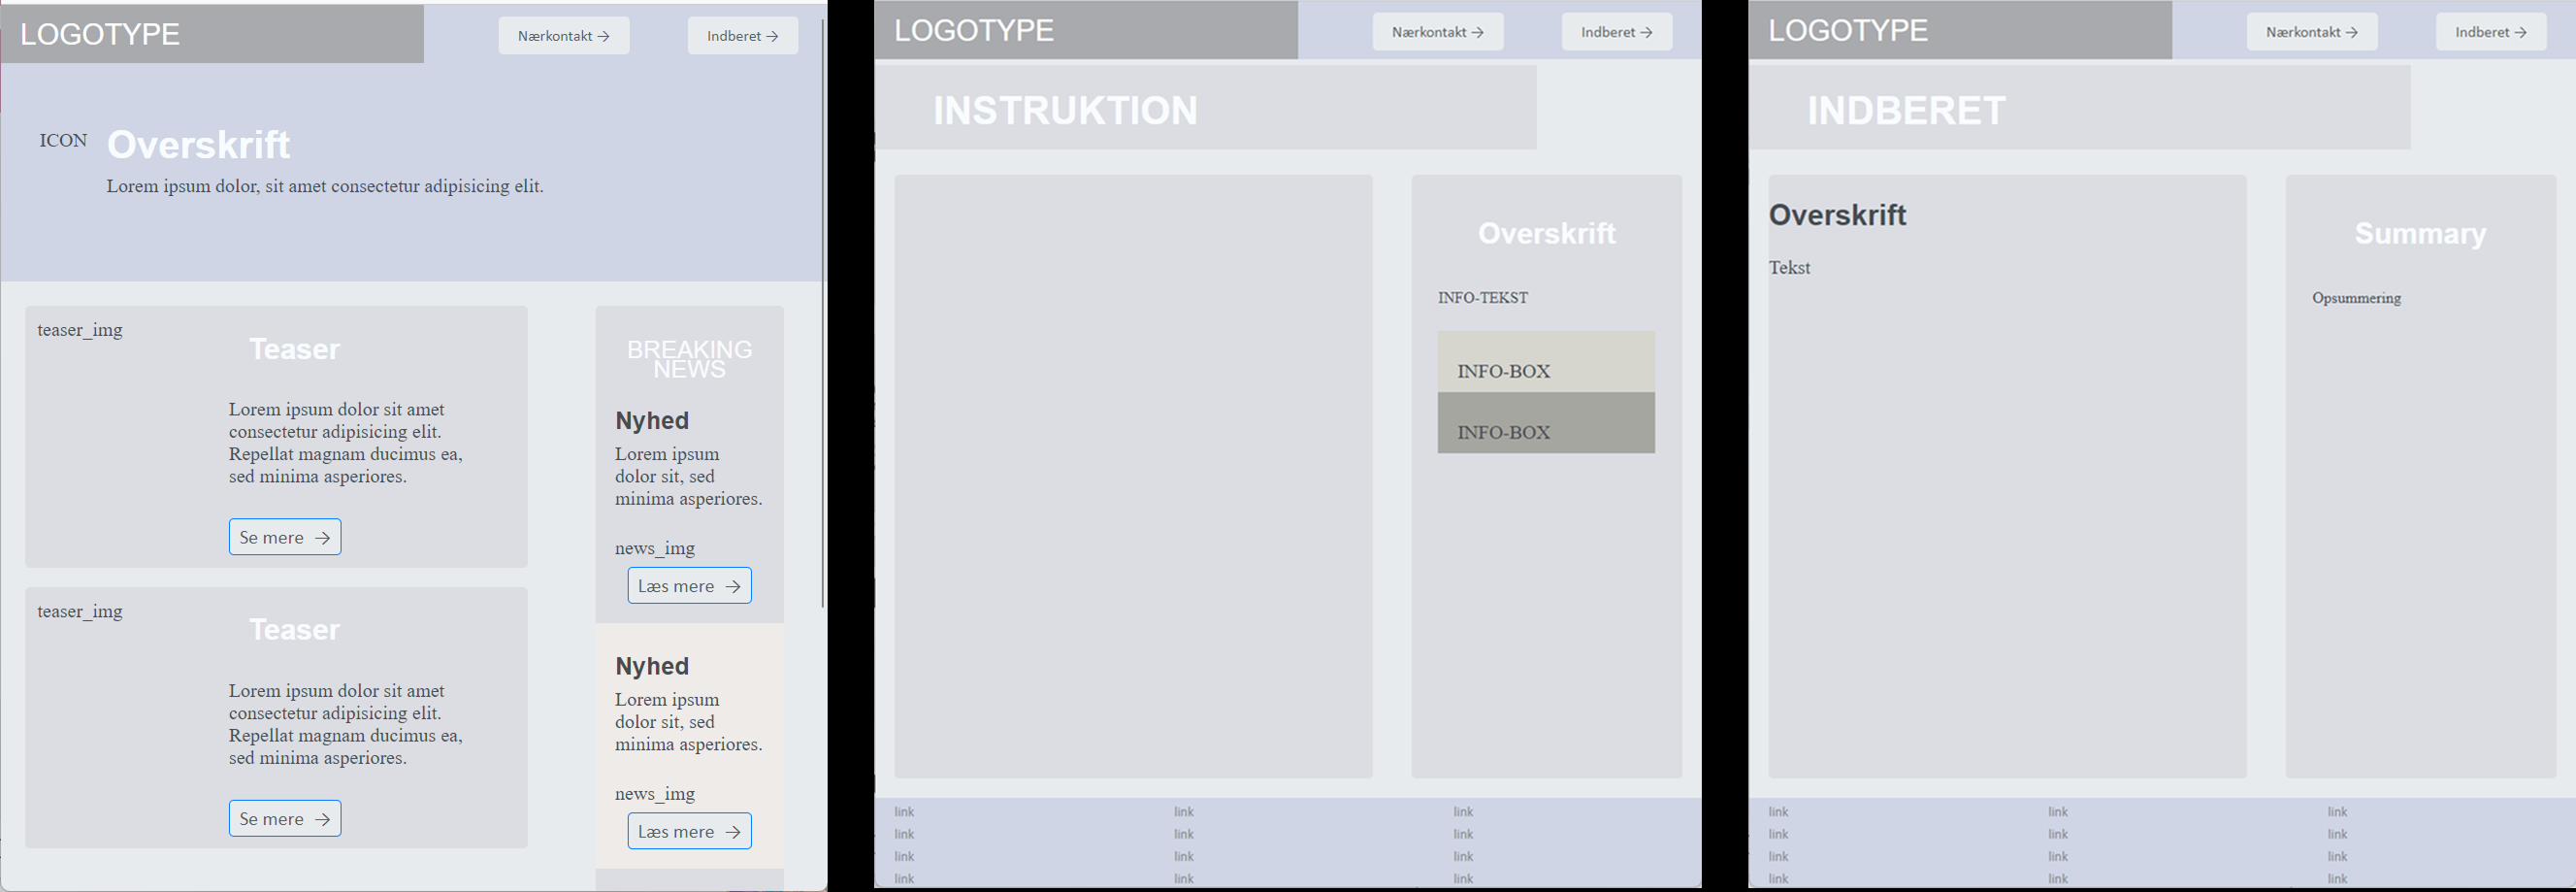 LOGOTYPE
Nærkontakt →
Indberet →
ICON
Overskrift
Lorem ipsum dolor, sit amet consectetur adipisicing elit.
teaser_img
Teaser
Lorem ipsum dolor sit amet
consectetur adipisicing elit.
Repellat magnam ducimus ea,
sed minima asperiores.
Se mere →
teaser_img
Teaser
Lorem ipsum dolor sit amet
consectetur adipisicing elit.
Repellat magnam ducimus ea,
sed minima asperiores.
Se mere →
BREAKING
NEWS
Nyhed
Lorem ipsum
dolor sit, sed
minima asperiores.
news_img
Læs mere →
Nyhed
Lorem ipsum
dolor sit, sed
minima asperiores.
news_img
Læs mere →
LOGOTYPE
Nærkontakt →
Indberet →
INSTRUKTION
Overskrift
INFO-TEKST
INFO-BOX
INFO-BOX
link link link
link link link
link link link
link link link
LOGOTYPE
Nærkontakt →
Indberet →
INDBERET
Overskrift
Tekst
Summary
Opsummering
link link link
link link link
link link link
link link link